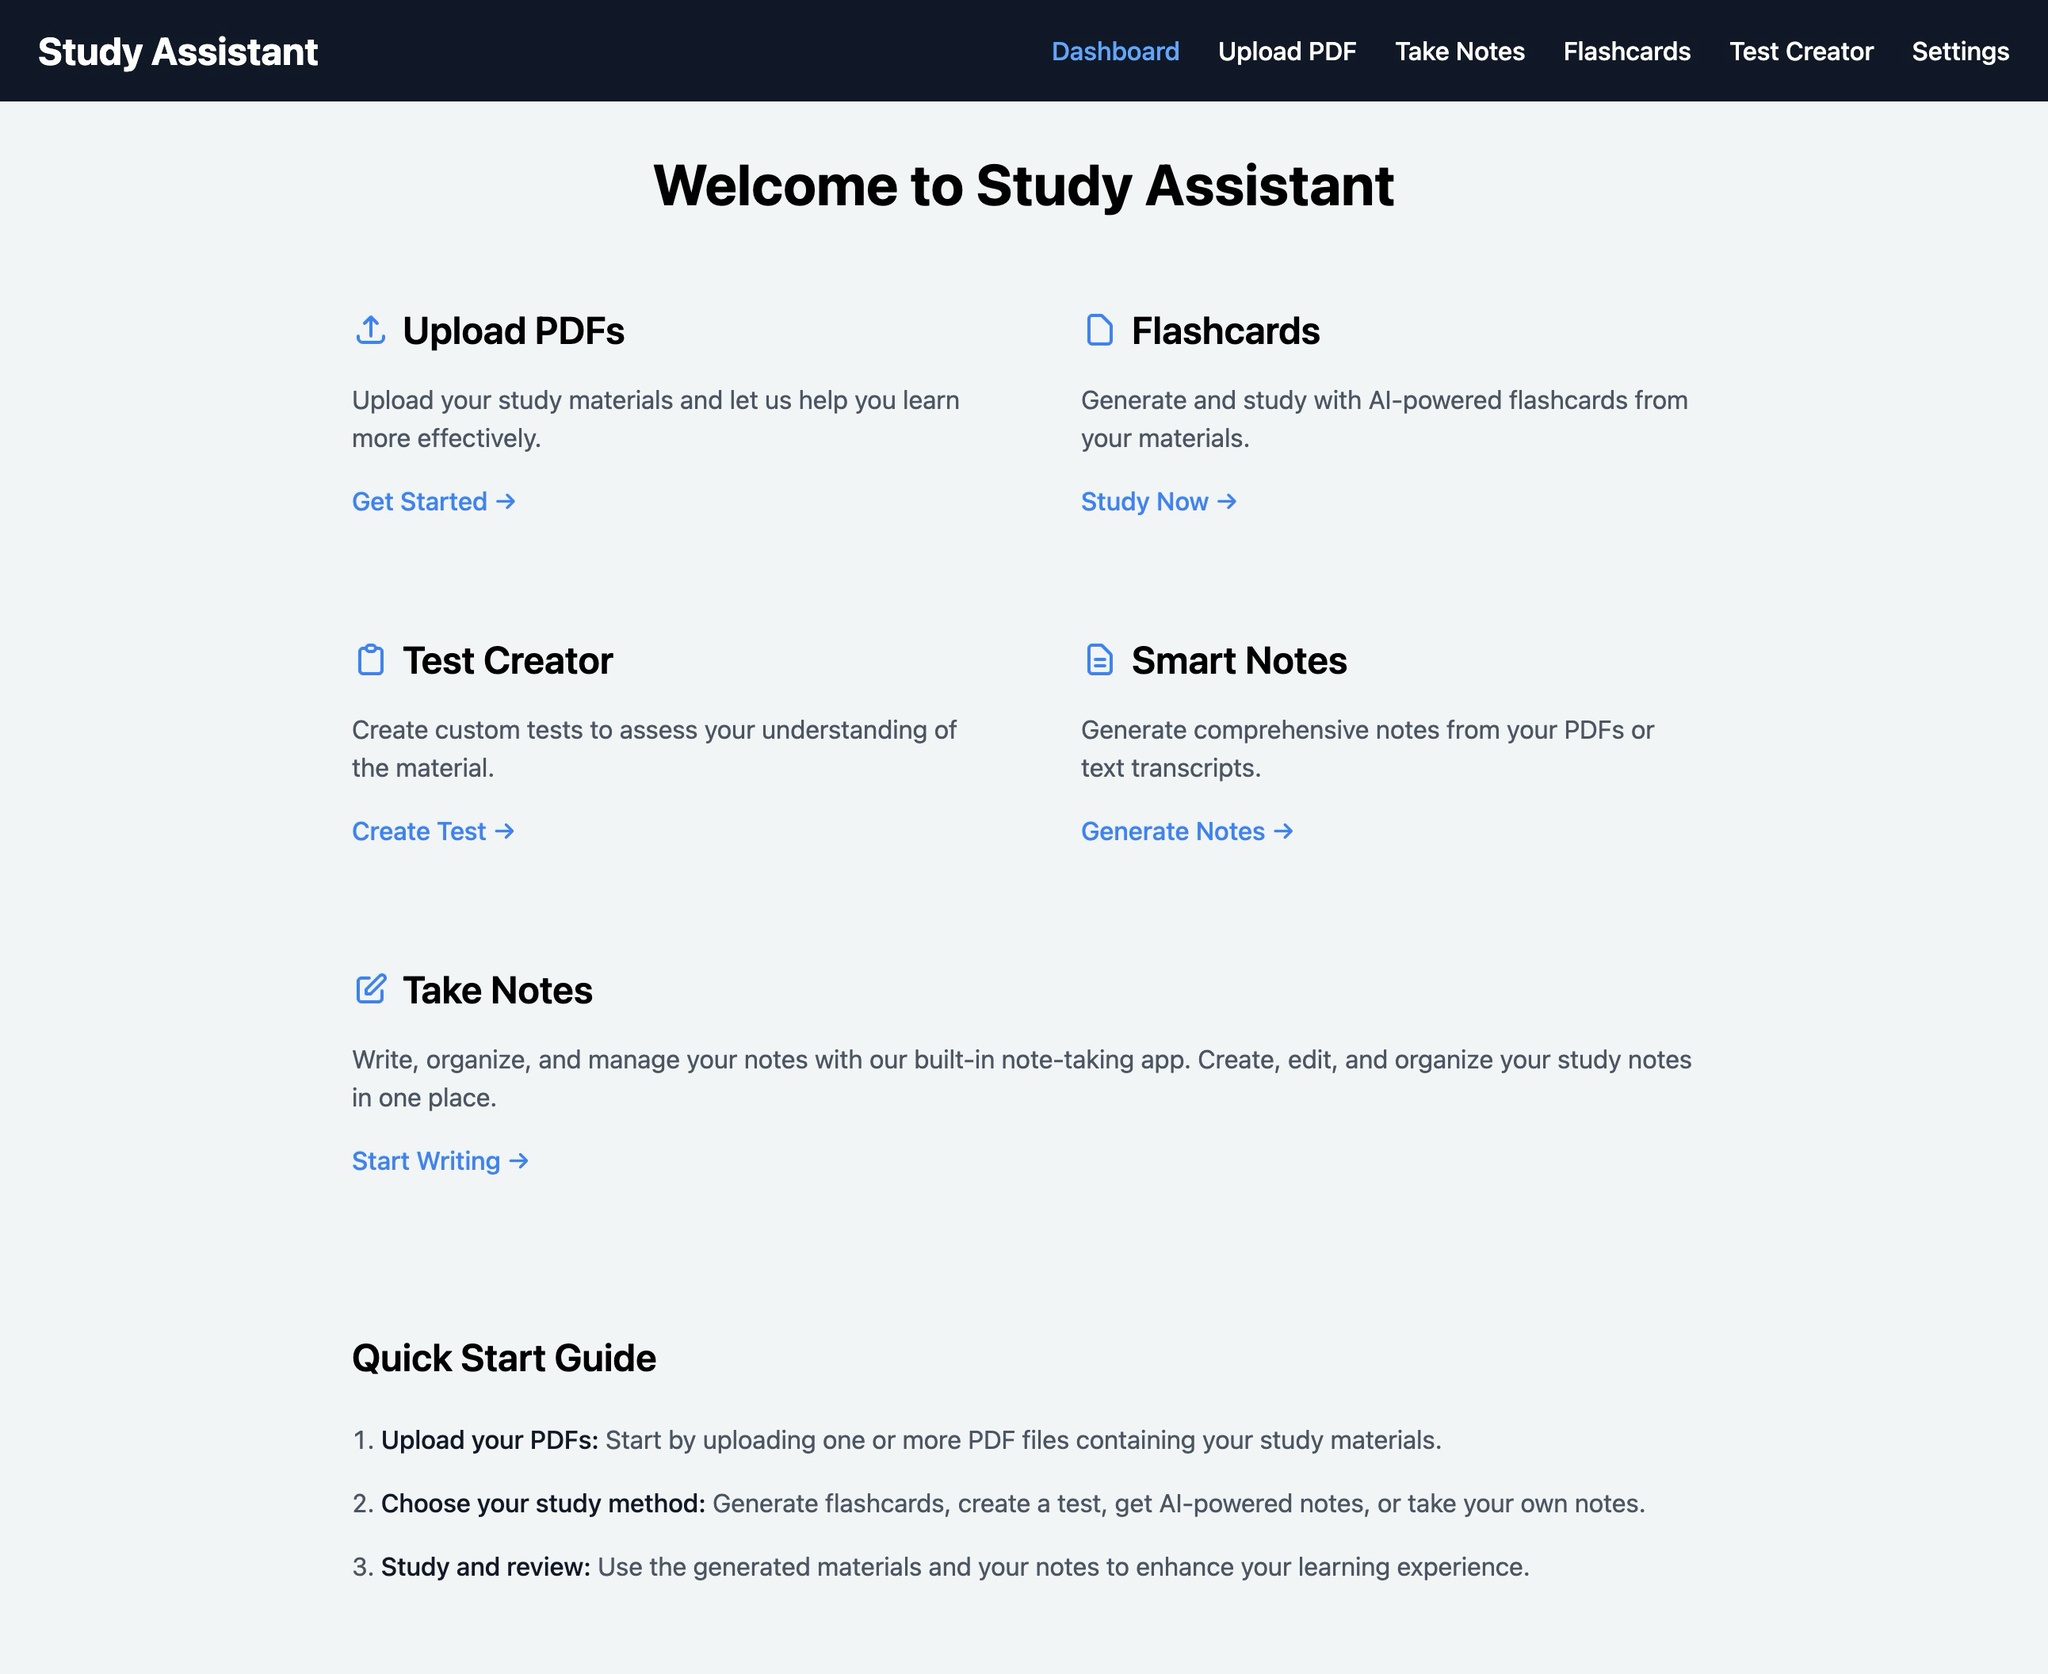 Study Assistant
Dashboard
Upload PDF
Take Notes
Flashcards
Test Creator
Settings
Welcome to Study Assistant
Upload PDFs
Upload your study materials and let us help you learn
more effectively.
Get Started →
Flashcards
Generate and study with AI-powered flashcards from
your materials.
Study Now →
Test Creator
Create custom tests to assess your understanding of
the material.
Create Test →
Smart Notes
Generate comprehensive notes from your PDFs or
text transcripts.
Generate Notes →
Take Notes
Write, organize, and manage your notes with our built-in note-taking app. Create, edit, and organize your study notes
in one place.
Start Writing →
Quick Start Guide
1. Upload your PDFs: Start by uploading one or more PDF files containing your study materials.
2. Choose your study method: Generate flashcards, create a test, get AI-powered notes, or take your own notes.
3. Study and review: Use the generated materials and your notes to enhance your learning experience.